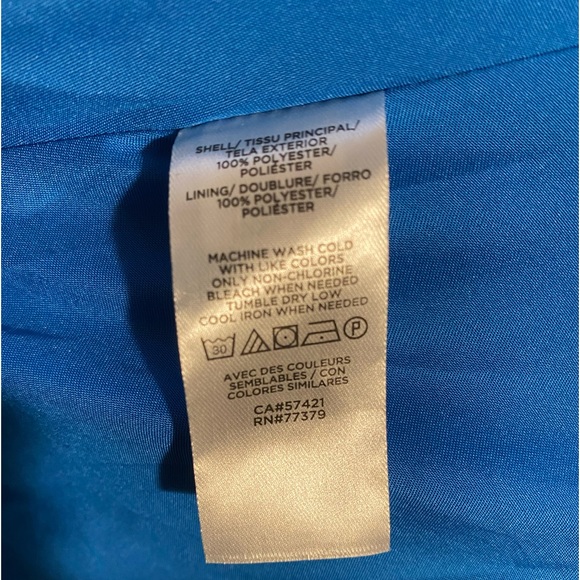 SHELL/ TISSU PRINCIPAL/
TELA EXTERIOR
100% POLYESTER/
POLIÉSTER
LINING/ DOUBLURE/ FORRO
100% POLYESTER/
POLIÉSTER
MACHINE WASH COLD
WITH LIKE COLORS
ONLY NON-CHLORINE
BLEACH WHEN NEEDED
TUMBLE DRY LOW
COOL IRON WHEN NEEDED
30 P
AVEC DES COULEURS
SEMBLABLES / CON
COLORES SIMILARES
CA#57421
RN#77379